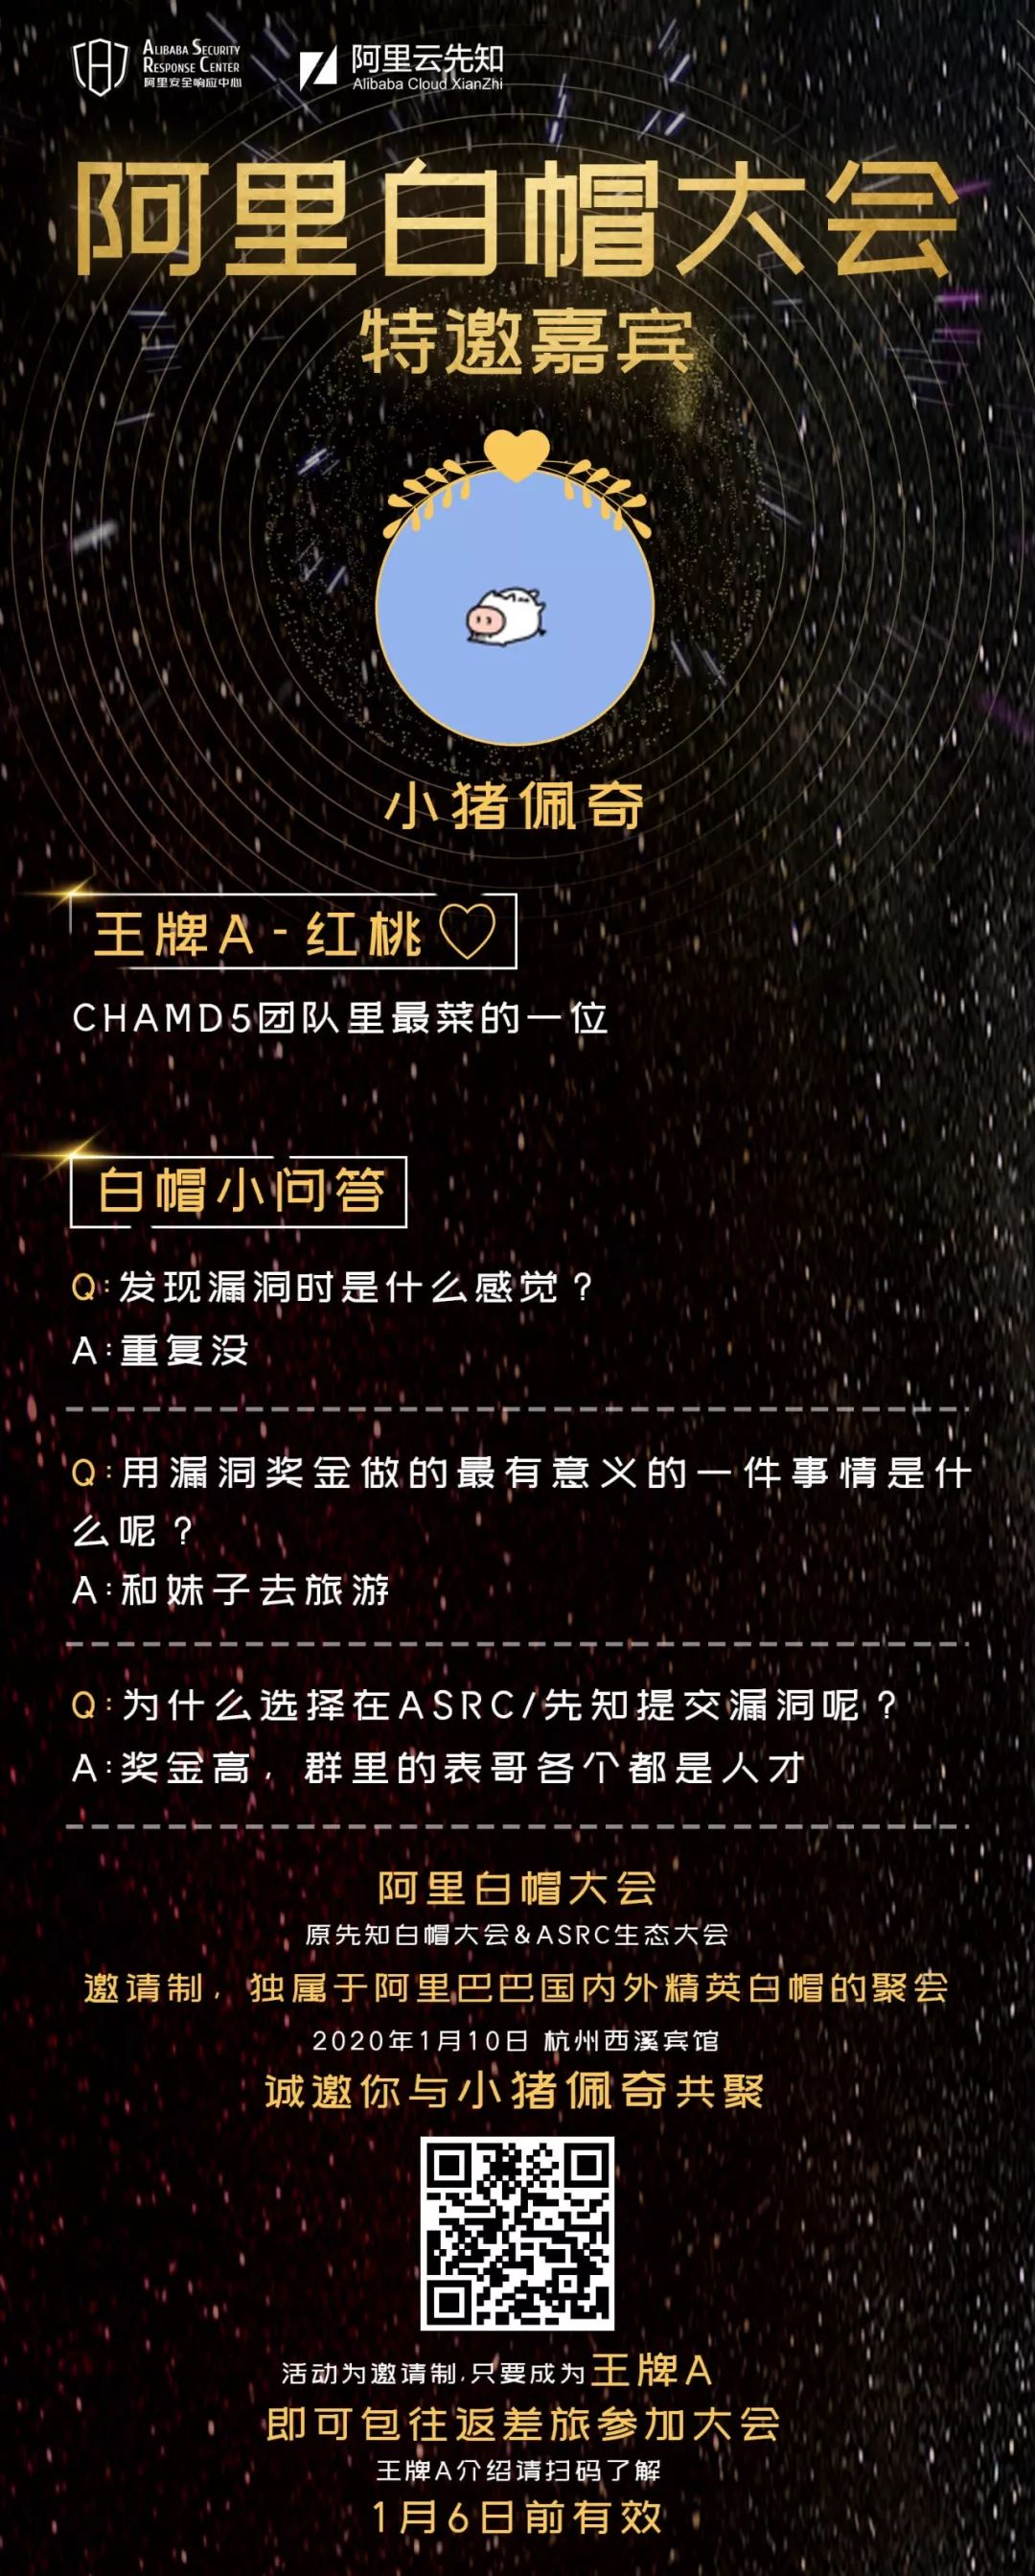 ALIBABA SECURITY
RESPONSE CENTER
阿里安全响应中心
阿里云先知
Alibaba Cloud XianZhi
阿里白帽大会
特邀嘉宾
小猪佩奇
王牌A-红桃♡
CHAMD5团队里最菜的一位
白帽小问答
Q:发现漏洞时是什么感觉？
A:重复没
Q:用漏洞奖金做的最有意义的一件事情是什
么呢？
A:和妹子去旅游
Q:为什么选择在ASRC/先知提交漏洞呢？
A:奖金高，群里的表哥各个都是人才
阿里白帽大会
原先知白帽大会&ASRC生态大会
邀请制，独属于阿里巴巴国内外精英白帽的聚会
2020年1月10日 杭州西溪宾馆
诚邀你与小猪佩奇共聚
活动为邀请制,只要成为王牌A
即可包往返差旅参加大会
王牌A介绍请扫码了解
1月6日前有效